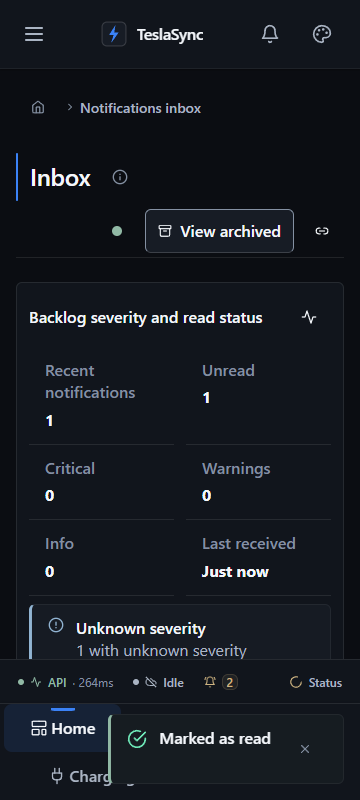 TeslaSync
Notifications inbox
Inbox
View archived
Backlog severity and read status
Recent notifications
1
Unread
1
Critical
0
Warnings
0
Info
0
Last received
Just now
Unknown severity
1 with unknown severity
API · 264ms
Idle
2
Status
Home
Marked as read